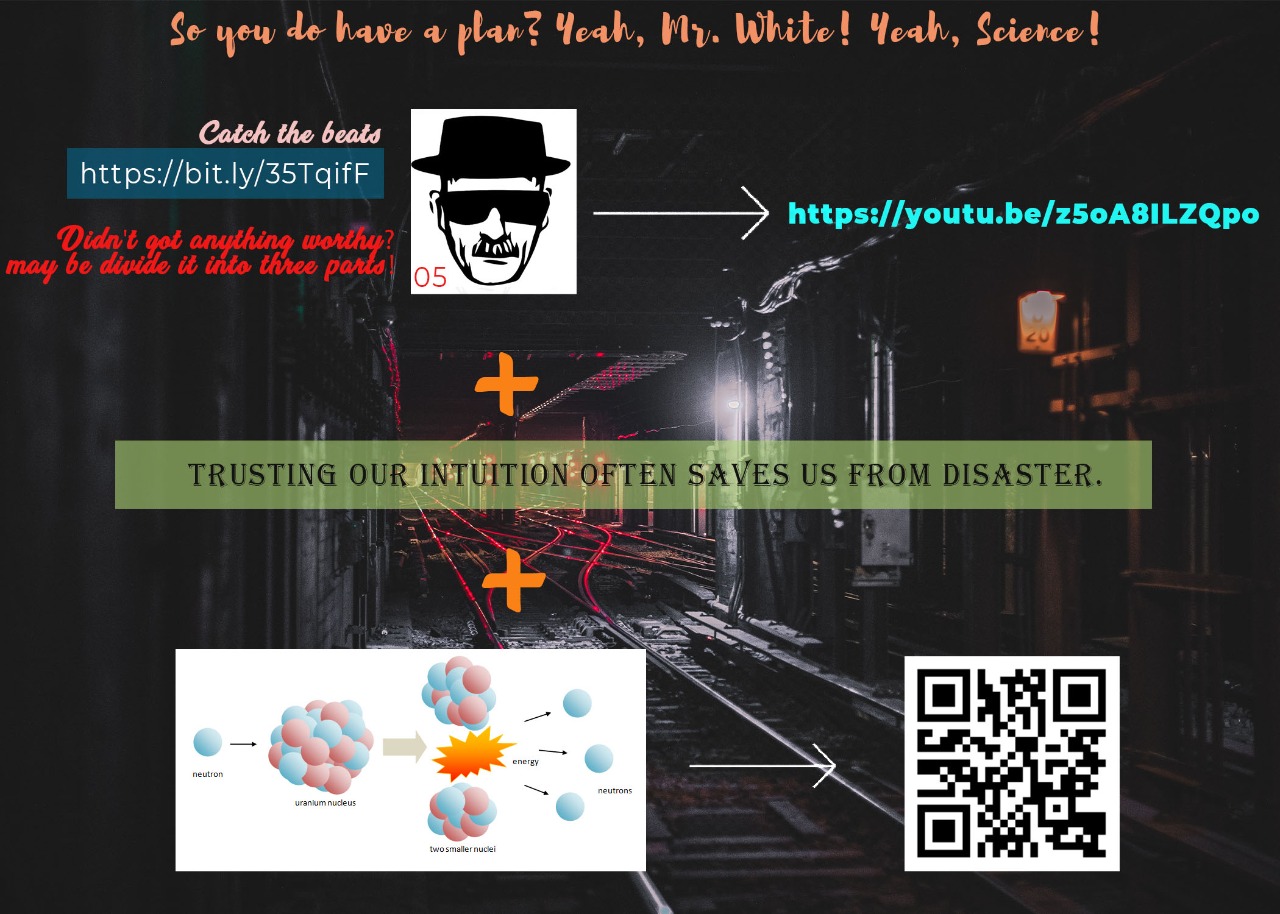 So you do have a plan? Yeah, Mr. White! Yeah, Science!
Catch the beats
https://bit.ly/35TqifF
Didn't got anything worthy?
may be divide it into three parts!
05
https://youtu.be/z5oA8ILZQpo
20
TRUSTING OUR INTUITION OFTEN SAVES US FROM DISASTER.
neutron
uranium nucleus
energy
neutrons
two smaller nuclei